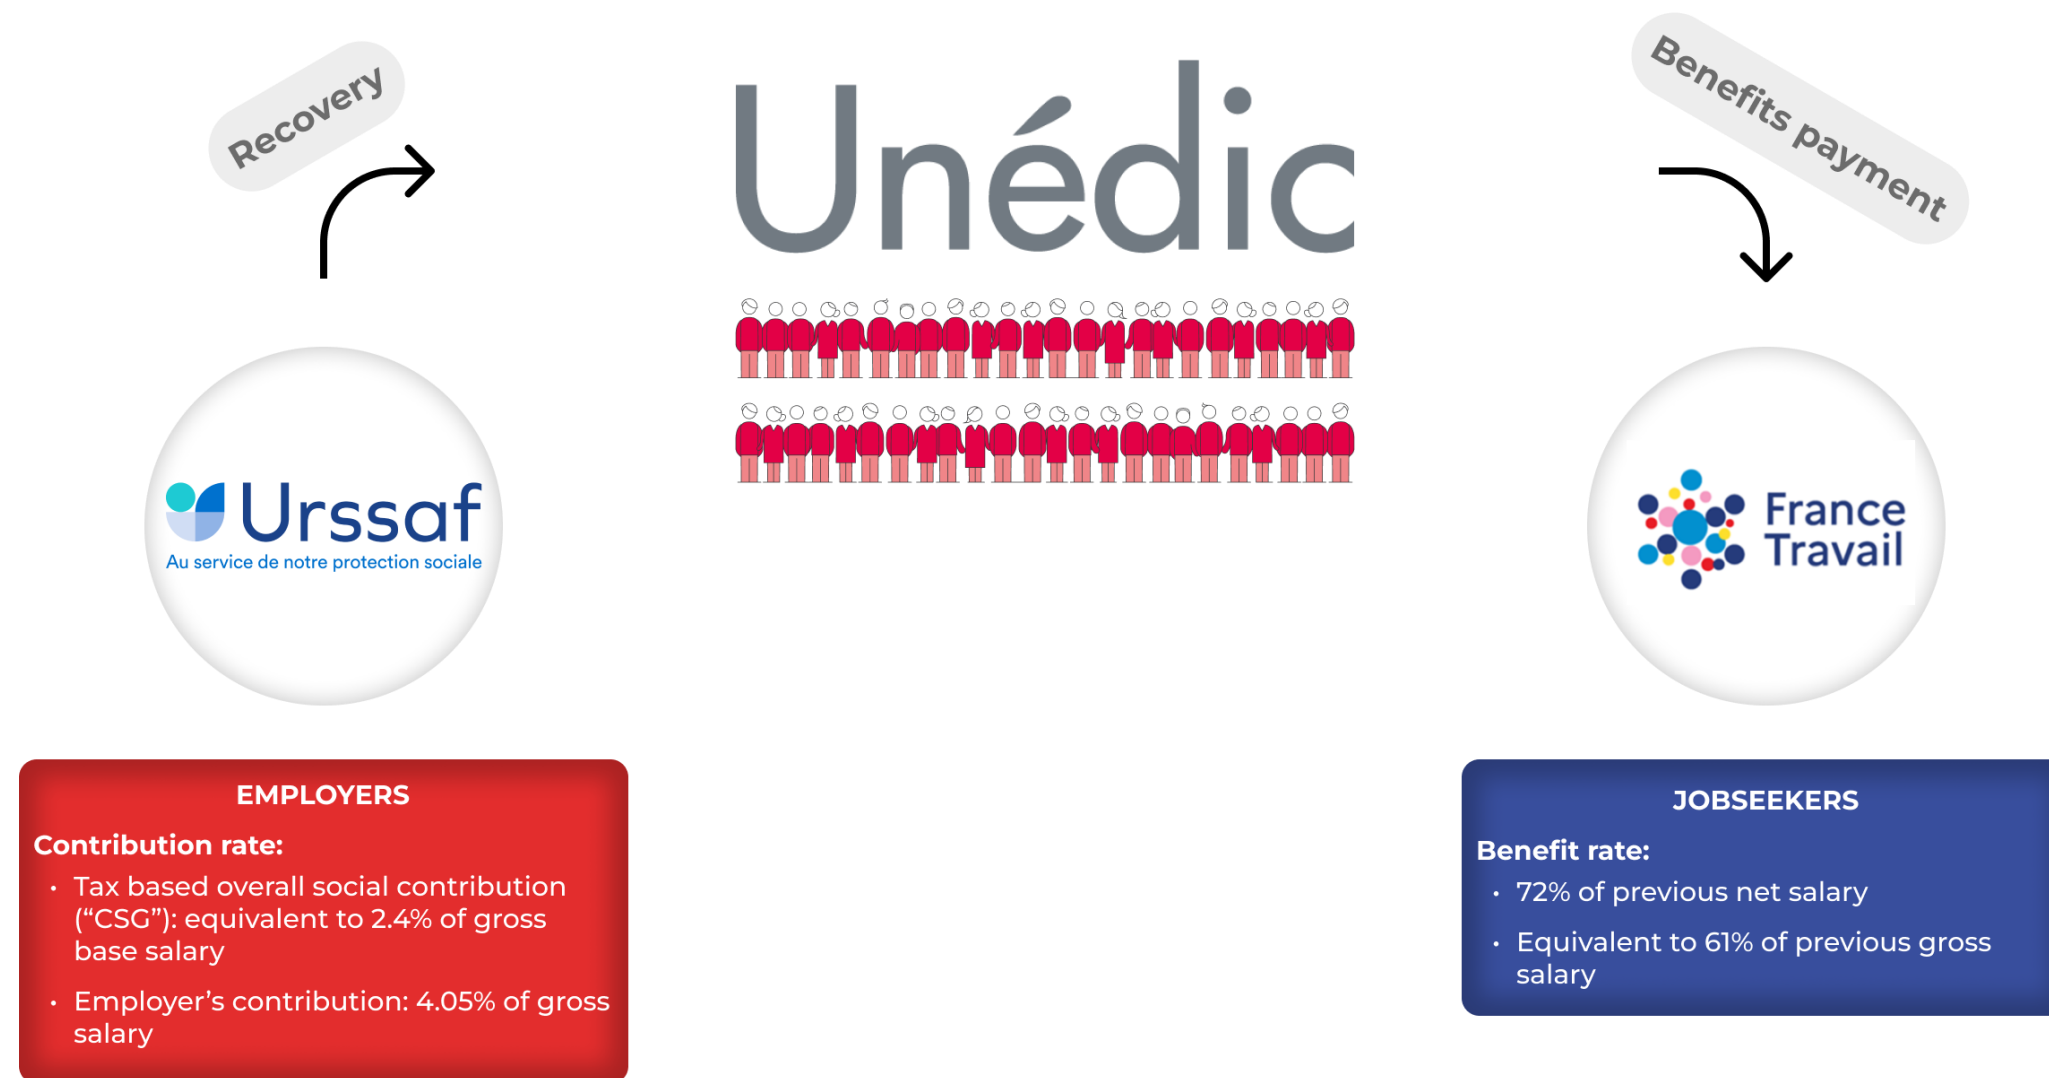 Recovery
Unédic
Benefits payment
Urssaf
Au service de notre protection sociale
France
Travail
EMPLOYERS
Contribution rate:
• Tax based overall social contribution
(“CSG”): equivalent to 2.4% of gross
base salary
• Employer’s contribution: 4.05% of gross
salary
JOBSEEKERS
Benefit rate:
• 72% of previous net salary
• Equivalent to 61% of previous gross
salary